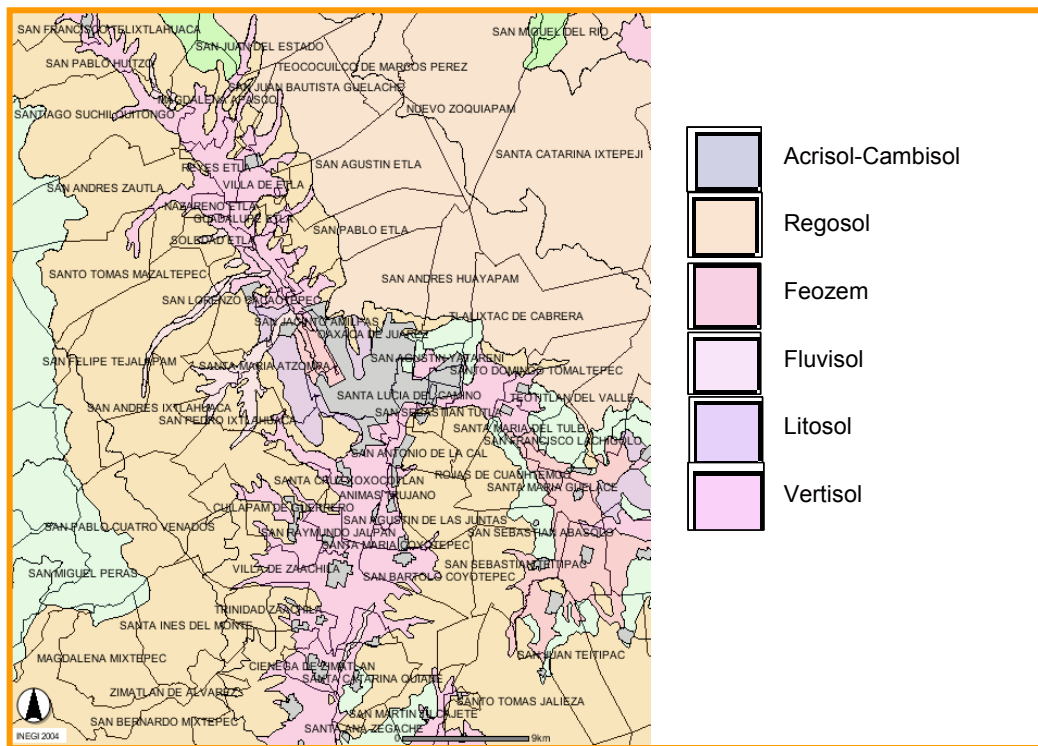 SAN FRANCISCO TELIXTLAHUACA
SAN MIGUEL DEL RIO
SAN JUAN DEL ESTADO
SAN PABLO HUITZO
TEOCOCUILCO DE MARCOS PEREZ
SAN JUAN BAUTISTA GUELACHE
MAGDALENA APASCO
NUEVO ZOQUIAPAM
SANTIAGO SUCHILQUITONGO
SANTA CATARINA IXTEPEJI
SAN AGUSTIN ETLA
REYES ETLA
VILLA DE ETLA
SAN ANDRES ZAUTLA
NAZARENO ETLA
GUADALUPE ETLA
SAN PABLO ETLA
SOLEDAD ETLA
SANTO TOMAS MAZALTEPEC
SAN ANDRES HUAYAPAM
SAN LORENZO CACAOTEPEC
TLALIXTAC DE CABRERA
SAN JACINTO AMILPAS
OAXACA DE JUAREZ
SAN AGUSTIN YATARENI
SAN FELIPE TEJALAPAM
SANTA MARIA ATZOMPA
SANTO DOMINGO TOMALTEPEC
SANTA LUCIA DEL CAMINO
TEOTITLAN DEL VALLE
SAN ANDRES IXTLAHUACA
SAN SEBASTIAN TUTLA
SAN PEDRO IXTLAHUACA
SANTA MARIA DEL TULE
SAN FRANCISCO LACHIGOLO
SAN ANTONIO DE LA CAL
ROJAS DE CUAUHTEMOC
SANTA CRUZ XOXOCOTLAN
SANTA MARIA GUELACE
ANIMAS TRUJANO
CUILAPAM DE GUERRERO
SAN AGUSTIN DE LAS JUNTAS
SAN PABLO CUATRO VENADOS
SAN RAYMUNDO JALPAN
SAN SEBASTIAN ABASOLO
SANTA MARIA COYOTEPEC
SAN SEBASTIAN TEITIPAC
VILLA DE ZAACHILA
SAN MIGUEL PERAS
SAN BARTOLO COYOTEPEC
TRINIDAD ZAACHILA
SANTA INES DEL MONTE
SAN JUAN TEITIPAC
MAGDALENA MIXTEPEC
CIENEGA DE ZIMATLAN
SANTA CATARINA QUIANE
ZIMATLAN DE ALVAREZ
SANTO TOMAS JALIEZA
SAN MARTIN TILCAJETE
SAN BERNARDO MIXTEPEC
SANTA ANA ZEGACHE
INEGI 2004
0 9km
Acrisol-Cambisol
Regosol
Feozem
Fluvisol
Litosol
Vertisol